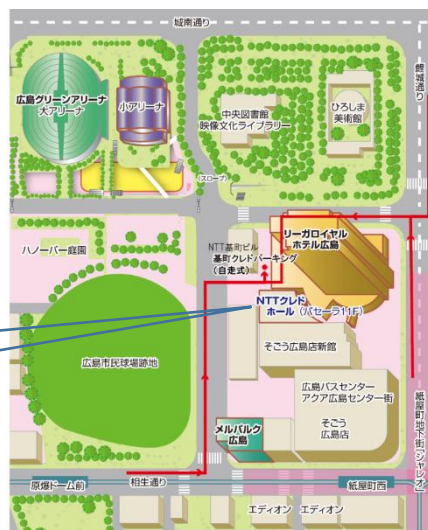 城南通り
鯉城通り
広島グリーンアリーナ
大アリーナ
小アリーナ
中央図書館
映像文化ライブラリー
ひろしま
美術館
(スロープ)
ハノーバー庭園
NTT基町ビル
基町クレドパーキング
(自走式)
リーガロイヤル
ホテル広島
NTTクレド
ホール(パセーラ11F)
そごう広島店新館
広島市民球場跡地
広島バスセンター
アクア広島センター街
そごう
広島店
メルパルク
広島
紙屋町地下街「シャレオ」
原爆ドーム前
相生通り
紙屋町西
エディオン
エディオン